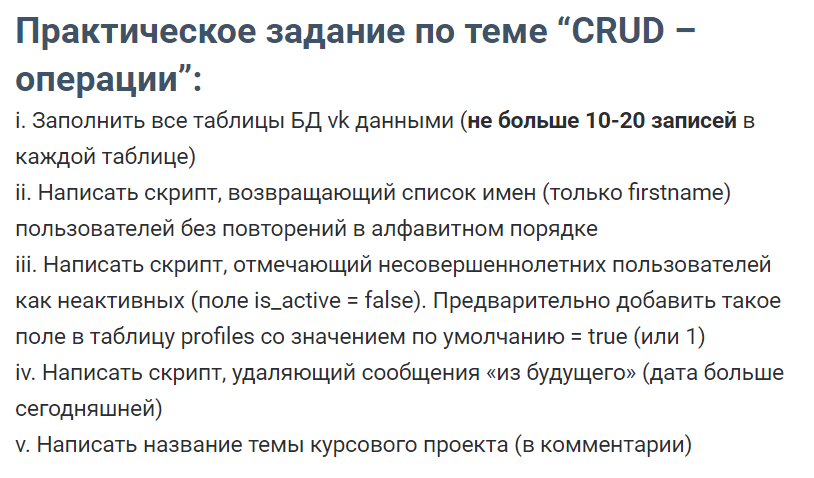 Практическое задание по теме “CRUD –
операции”:
i. Заполнить все таблицы БД vk данными (не больше 10-20 записей в
каждой таблице)
ii. Написать скрипт, возвращающий список имен (только firstname)
пользователей без повторений в алфавитном порядке
iii. Написать скрипт, отмечающий несовершеннолетних пользователей
как неактивных (поле is_active = false). Предварительно добавить такое
поле в таблицу profiles со значением по умолчанию = true (или 1)
iv. Написать скрипт, удаляющий сообщения «из будущего» (дата больше
сегодняшней)
v. Написать название темы курсового проекта (в комментарии)